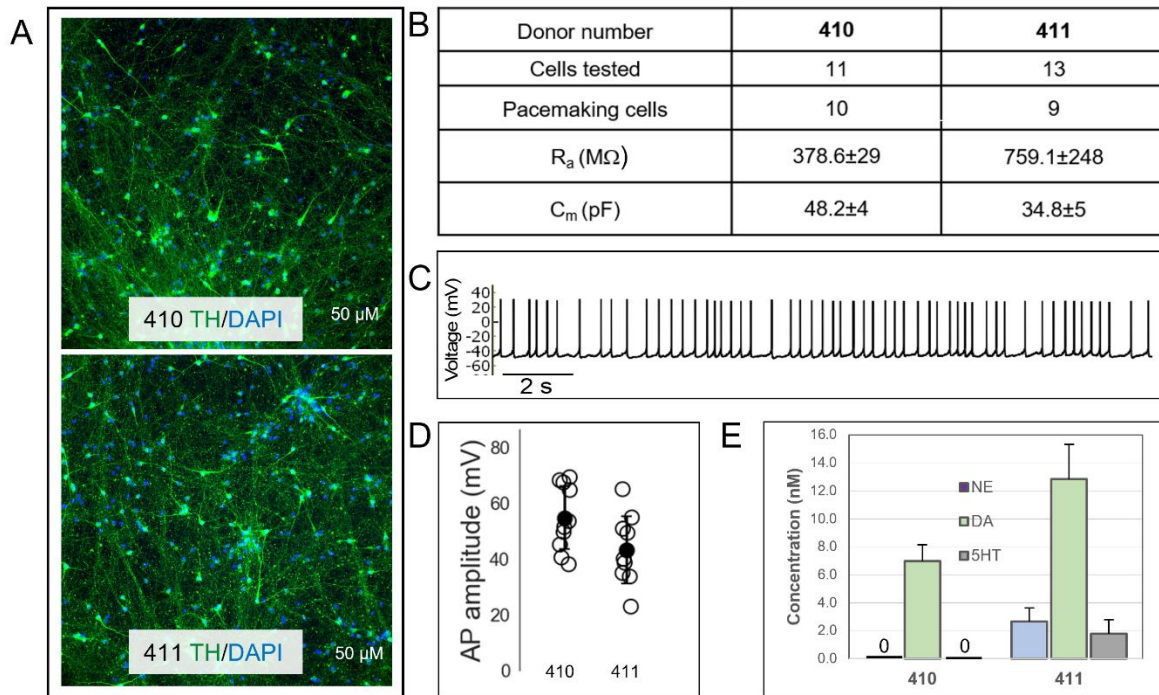 A
410 TH/DAPI
50 µM
411 TH/DAPI
50 µM
B
Donor number 410 411
Cells tested 11 13
Pacemaking cells 10 9
Ra (MΩ) 378.6±29 759.1±248
Cm (pF) 48.2±4 34.8±5
C
Voltage (mV)
40
20
0
-20
-40
-60
2 s
D
AP amplitude (mV)
80
60
40
20
0
410 411
E
Concentration (nM)
16.0
14.0
12.0
10.0
8.0
6.0
4.0
2.0
0.0
NE
DA
5HT
0 0
410 411